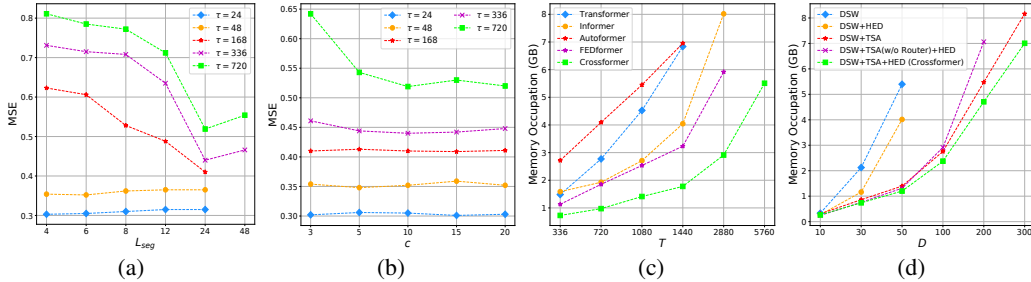 τ = 24
τ = 48
τ = 168
τ = 336
τ = 720
MSE
0.8
0.7
0.6
0.5
0.4
0.3
4 6 8 12 24 48
L_seg
(a)
τ = 24
τ = 48
τ = 168
τ = 336
τ = 720
MSE
0.65
0.60
0.55
0.50
0.45
0.40
0.35
0.30
3 5 10 15 20
c
(b)
Transformer
Informer
Autoformer
FEDformer
Crossformer
Memory Occupation (GB)
8
7
6
5
4
3
2
1
336 720 1080 1440 2880 5760
T
(c)
DSW
DSW+HED
DSW+TSA
DSW+TSA(w/o Router)+HED
DSW+TSA+HED (Crossformer)
Memory Occupation (GB)
8
7
6
5
4
3
2
1
0
10 30 50 100 200 300
D
(d)